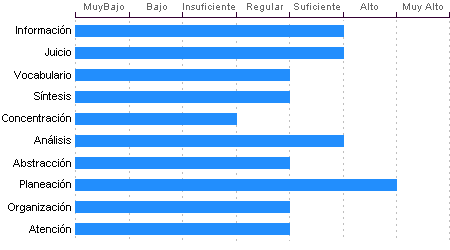 MuyBajo Bajo Insuficiente Regular Suficiente Alto Muy Alto
Información
Juicio
Vocabulario
Síntesis
Concentración
Análisis
Abstracción
Planeación
Organización
Atención